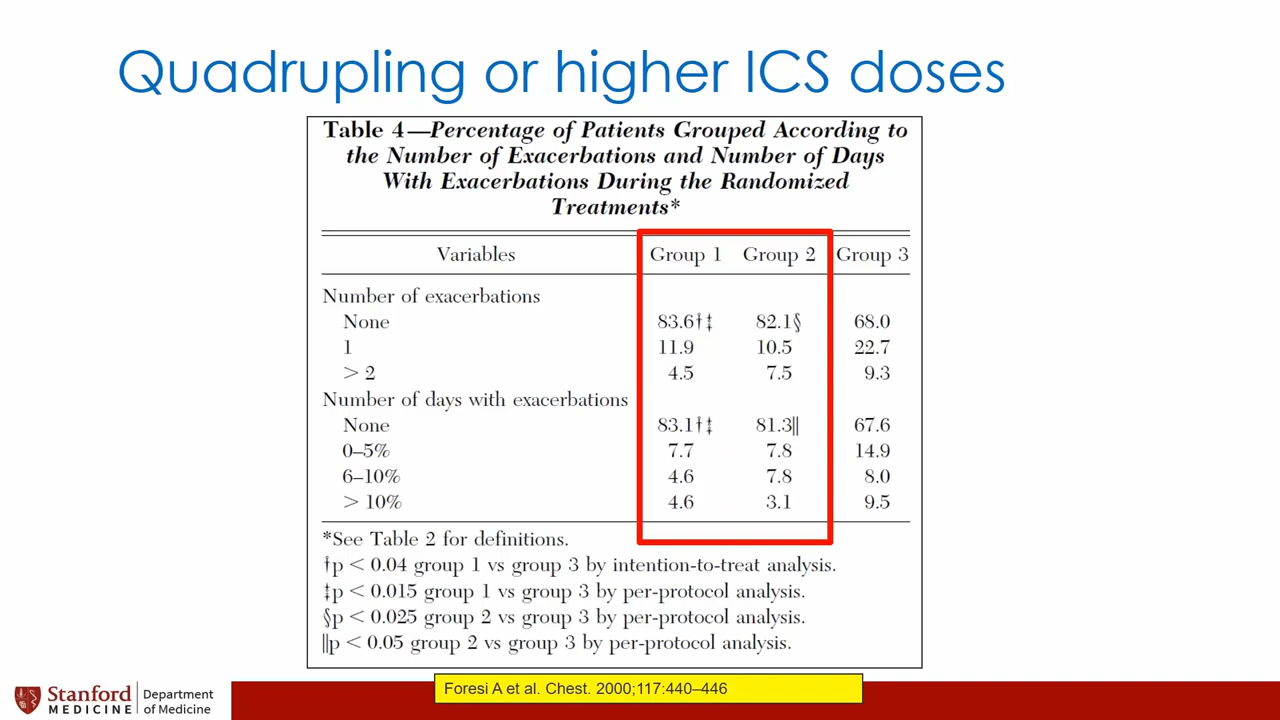 Quadrupling or higher ICS doses
Table 4—Percentage of Patients Grouped According to
the Number of Exacerbations and Number of Days
With Exacerbations During the Randomized
Treatments*
Variables Group 1 Group 2 Group 3
Number of exacerbations
None 83.6†‡ 82.1§ 68.0
1 11.9 10.5 22.7
> 2 4.5 7.5 9.3
Number of days with exacerbations
None 83.1†‡ 81.3‖ 67.6
0–5% 7.7 7.8 14.9
6–10% 4.6 7.8 8.0
> 10% 4.6 3.1 9.5
*See Table 2 for definitions.
†p < 0.04 group 1 vs group 3 by intention-to-treat analysis.
‡p < 0.015 group 1 vs group 3 by per-protocol analysis.
§p < 0.025 group 2 vs group 3 by per-protocol analysis.
‖p < 0.05 group 2 vs group 3 by per-protocol analysis.
Foresi A et al. Chest. 2000;117:440–446
Stanford
MEDICINE
Department
of Medicine